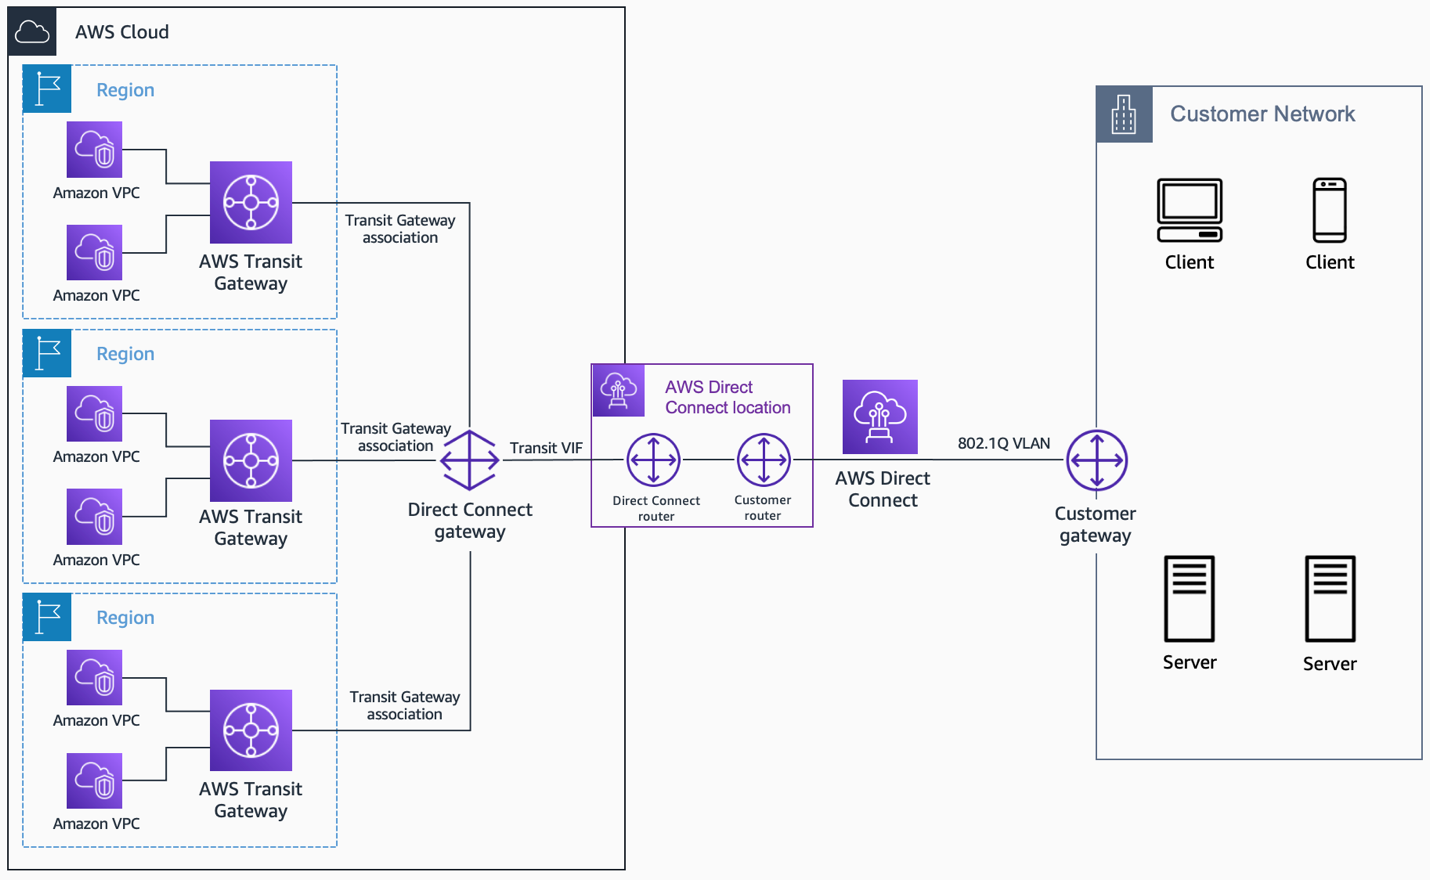 AWS Cloud
Region
Amazon VPC
Amazon VPC
AWS Transit
Gateway
Transit Gateway
association
Region
Amazon VPC
Amazon VPC
AWS Transit
Gateway
Transit Gateway
association
Region
Amazon VPC
Amazon VPC
AWS Transit
Gateway
Transit Gateway
association
Direct Connect
gateway
Transit VIF
AWS Direct
Connect location
Direct Connect
router
Customer
router
AWS Direct
Connect
802.1Q VLAN
Customer
gateway
Customer Network
Client
Client
Server
Server